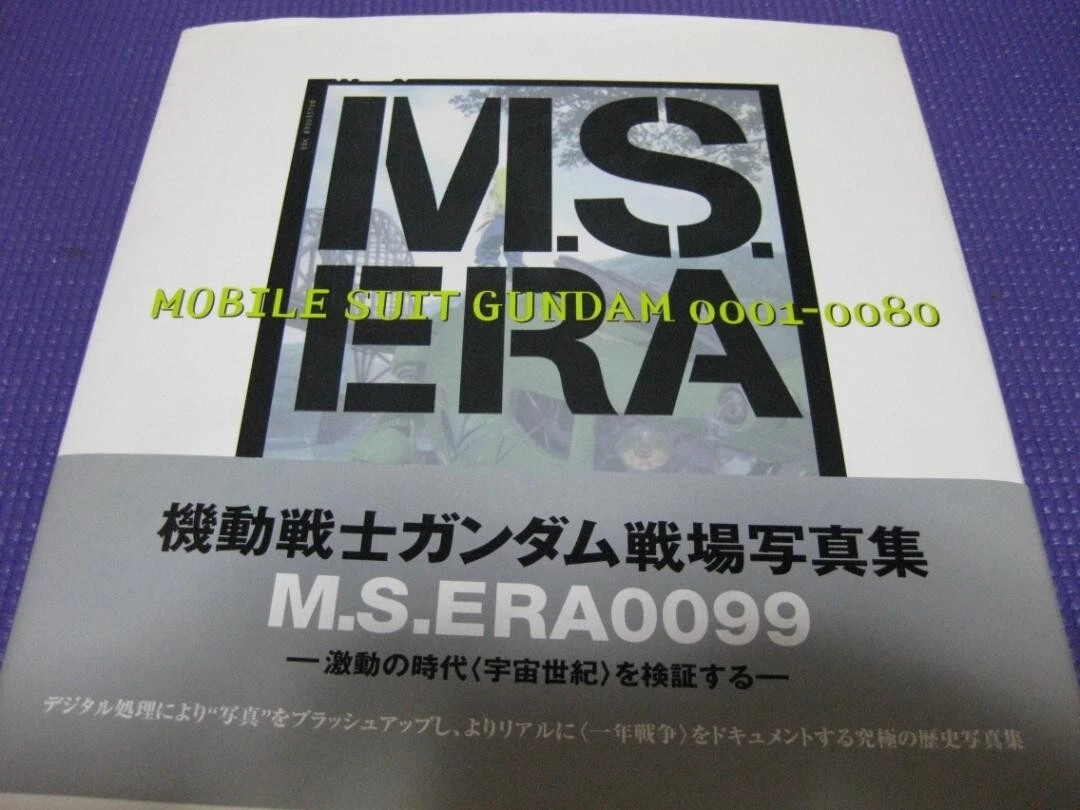 M.S.
ERA
MOBILE SUIT GUNDAM 0001-0080
機動戦士ガンダム戦場写真集
M.S.ERA0099
—激動の時代〈宇宙世紀〉を検証する—
デジタル処理により“写真”をブラッシュアップし、よりリアルに〈一年戦争〉をドキュメントする究極の歴史写真集